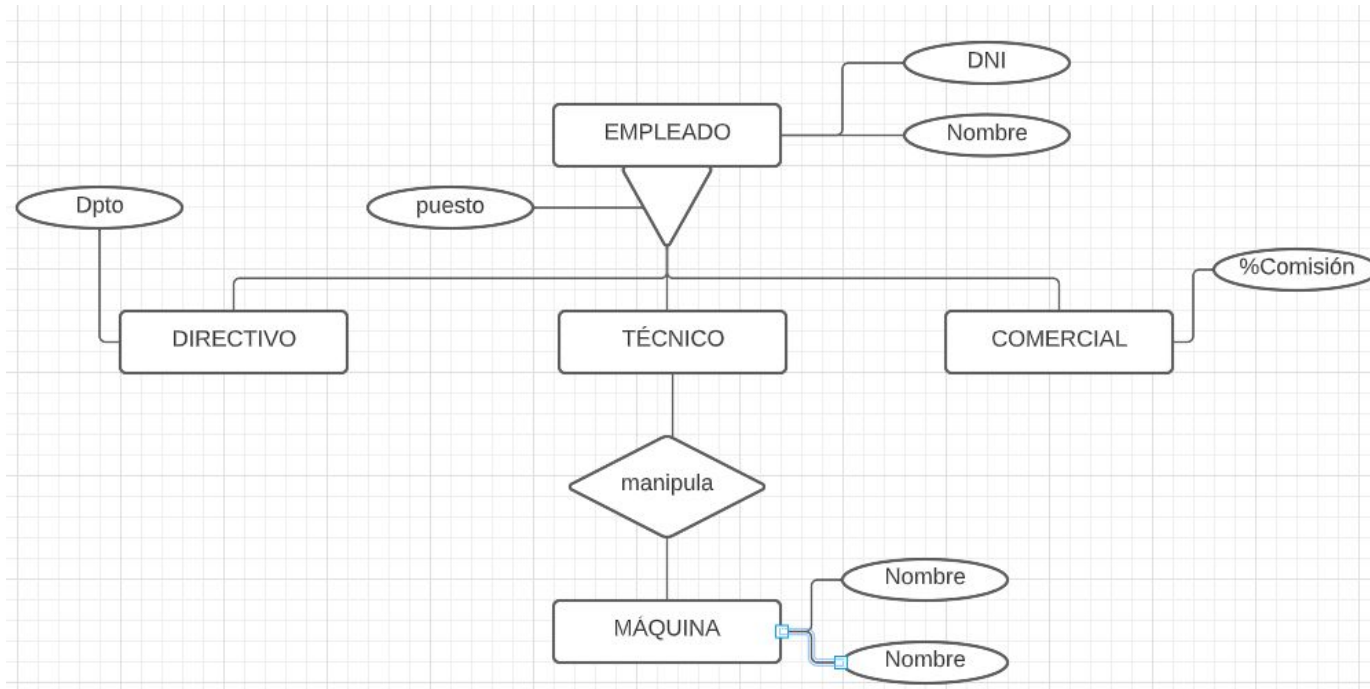 DNI
EMPLEADO
Nombre
Dpto
puesto
%Comisión
DIRECTIVO
TÉCNICO
COMERCIAL
manipula
Nombre
MÁQUINA
Nombre